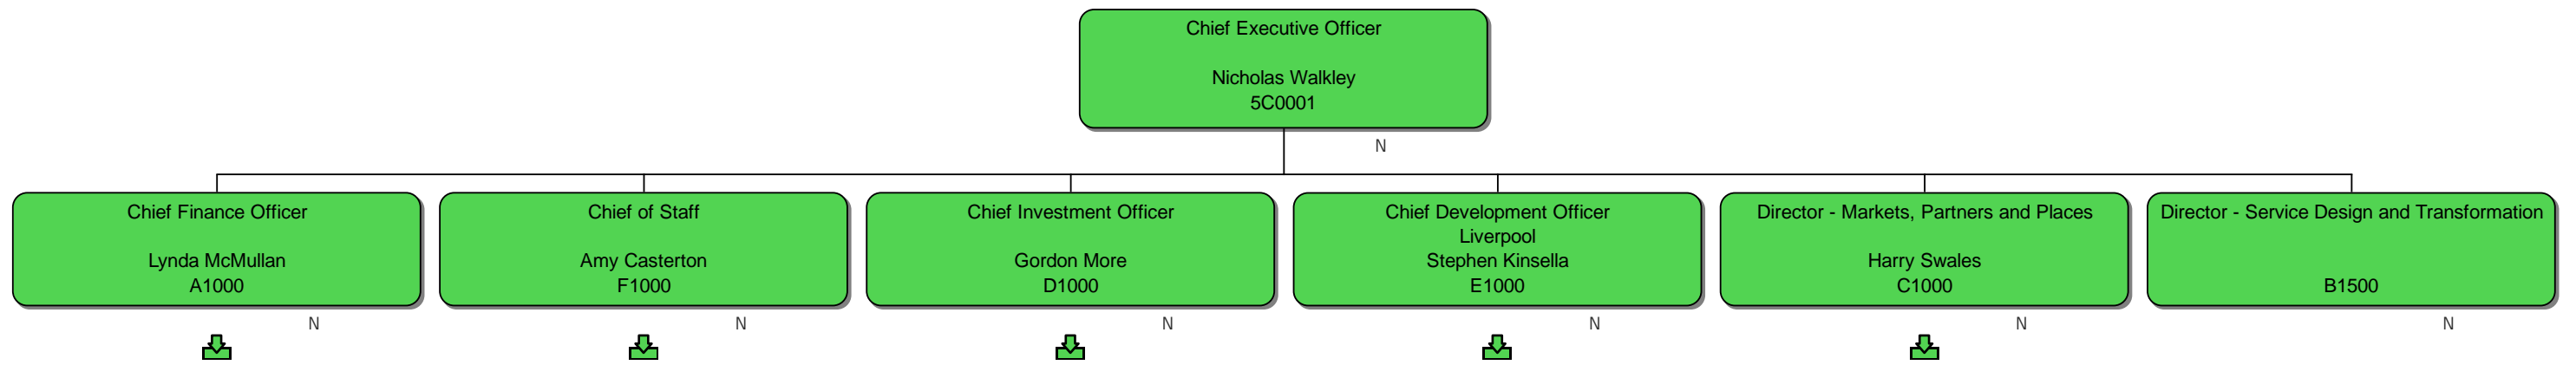 Chief Executive Officer
Nicholas Walkley
5C0001
N
Chief Finance Officer
Lynda McMullan
A1000
N
Chief of Staff
Amy Casterton
F1000
N
Chief Investment Officer
Gordon More
D1000
N
Chief Development Officer
Liverpool
Stephen Kinsella
E1000
N
Director - Markets, Partners and Places
Harry Swales
C1000
N
Director - Service Design and Transformation
B1500
N